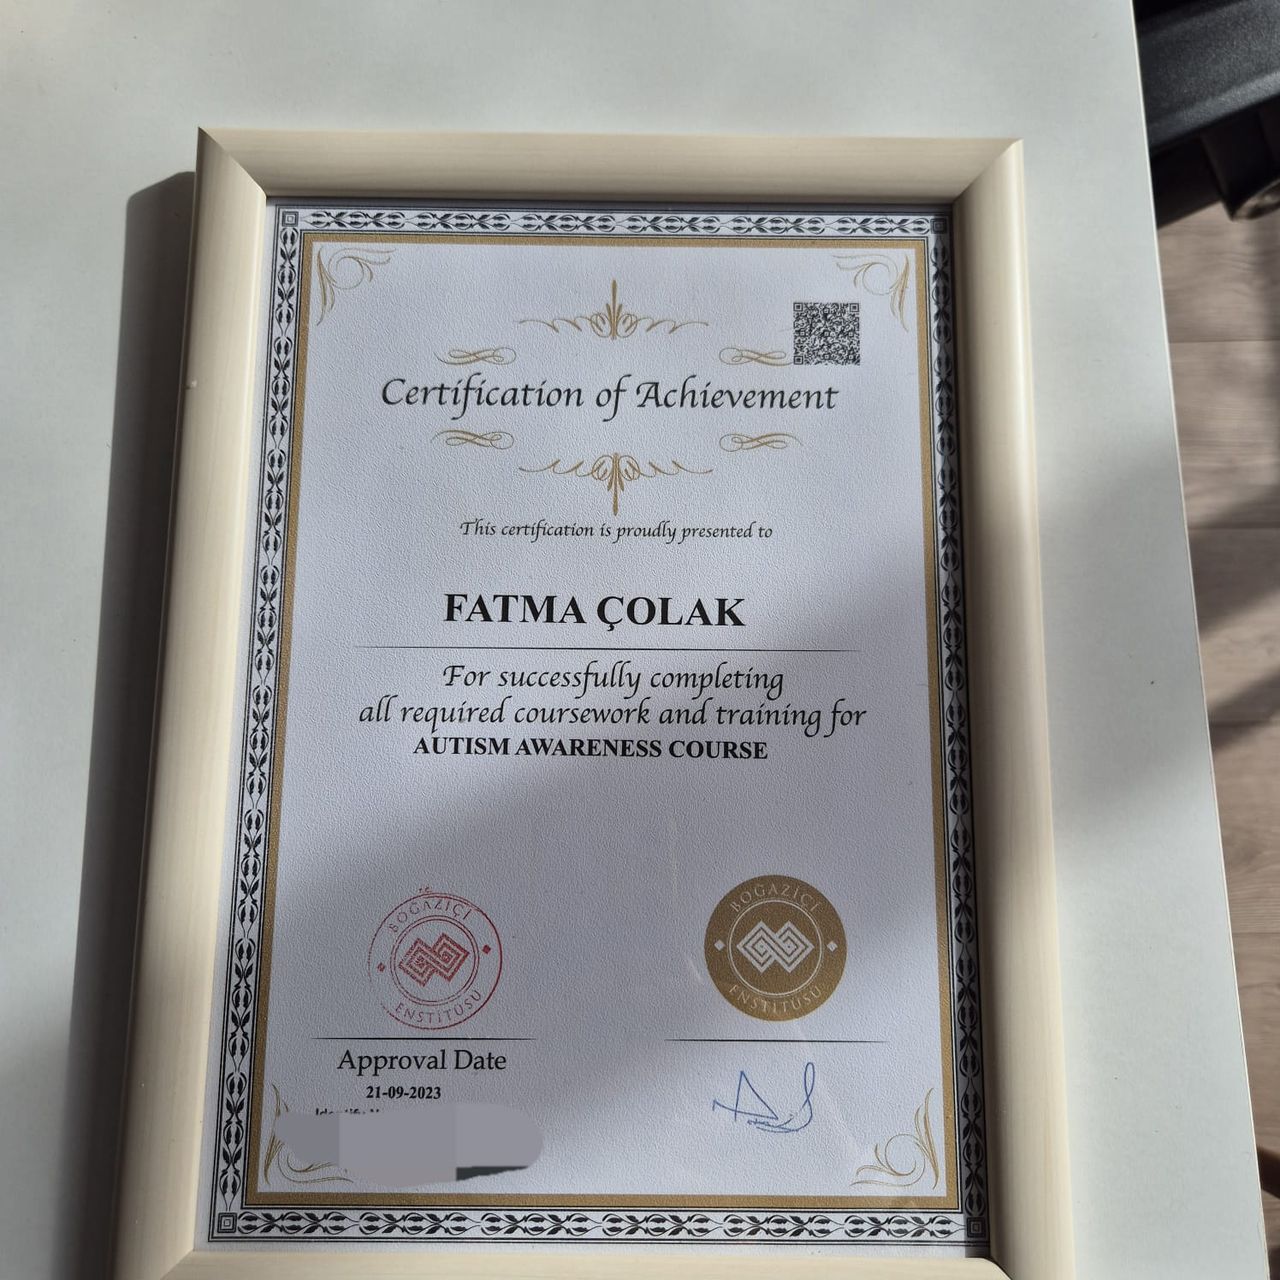 Certification of Achievement
This certification is proudly presented to
FATMA ÇOLAK
For successfully completing
all required coursework and training for
AUTISM AWARENESS COURSE
T.C.
BOĞAZİÇİ
ENSTİTÜSÜ
BOĞAZİÇİ
ENSTİTÜSÜ
Approval Date
21-09-2023